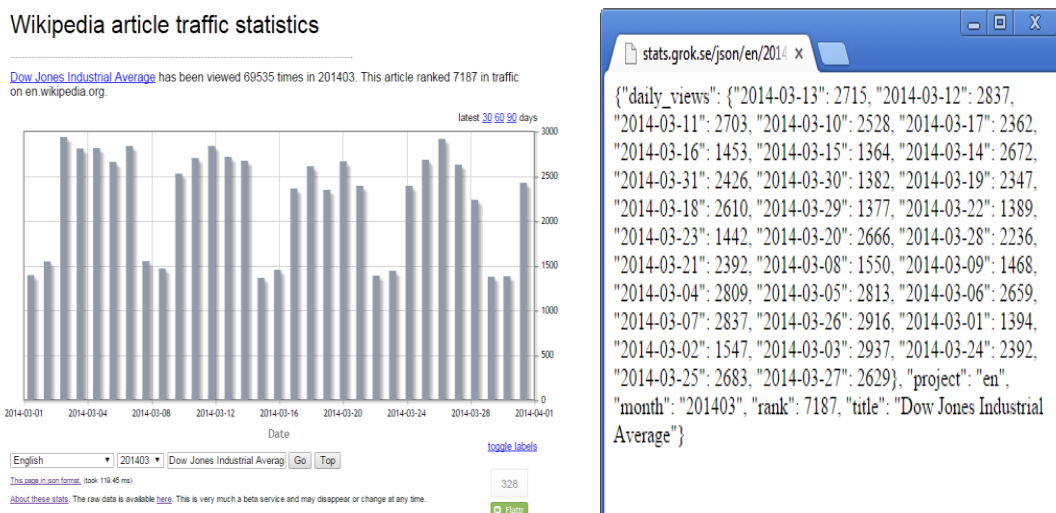 Wikipedia article traffic statistics
Dow Jones Industrial Average has been viewed 69535 times in 201403. This article ranked 7187 in traffic
on en.wikipedia.org.
latest 30 60 90 days
3000
2500
2000
1500
1000
500
0
2014-03-01 2014-03-04 2014-03-08 2014-03-12 2014-03-16 2014-03-20 2014-03-24 2014-03-28 2014-04-01
Date
toggle labels
English 201403 Dow Jones Industrial Averag Go Top
This page in json format. (took 119.45 ms)
328
About these stats. The raw data is available here. This is very much a beta service and may disappear or change at any time.
Flattr
stats.grok.se/json/en/2014 x
{"daily_views": {"2014-03-13": 2715, "2014-03-12": 2837,
"2014-03-11": 2703, "2014-03-10": 2528, "2014-03-17": 2362,
"2014-03-16": 1453, "2014-03-15": 1364, "2014-03-14": 2672,
"2014-03-31": 2426, "2014-03-30": 1382, "2014-03-19": 2347,
"2014-03-18": 2610, "2014-03-29": 1377, "2014-03-22": 1389,
"2014-03-23": 1442, "2014-03-20": 2666, "2014-03-28": 2236,
"2014-03-21": 2392, "2014-03-08": 1550, "2014-03-09": 1468,
"2014-03-04": 2809, "2014-03-05": 2813, "2014-03-06": 2659,
"2014-03-07": 2837, "2014-03-26": 2916, "2014-03-01": 1394,
"2014-03-02": 1547, "2014-03-03": 2937, "2014-03-24": 2392,
"2014-03-25": 2683, "2014-03-27": 2629}, "project": "en",
"month": "201403", "rank": 7187, "title": "Dow Jones Industrial
Average"}